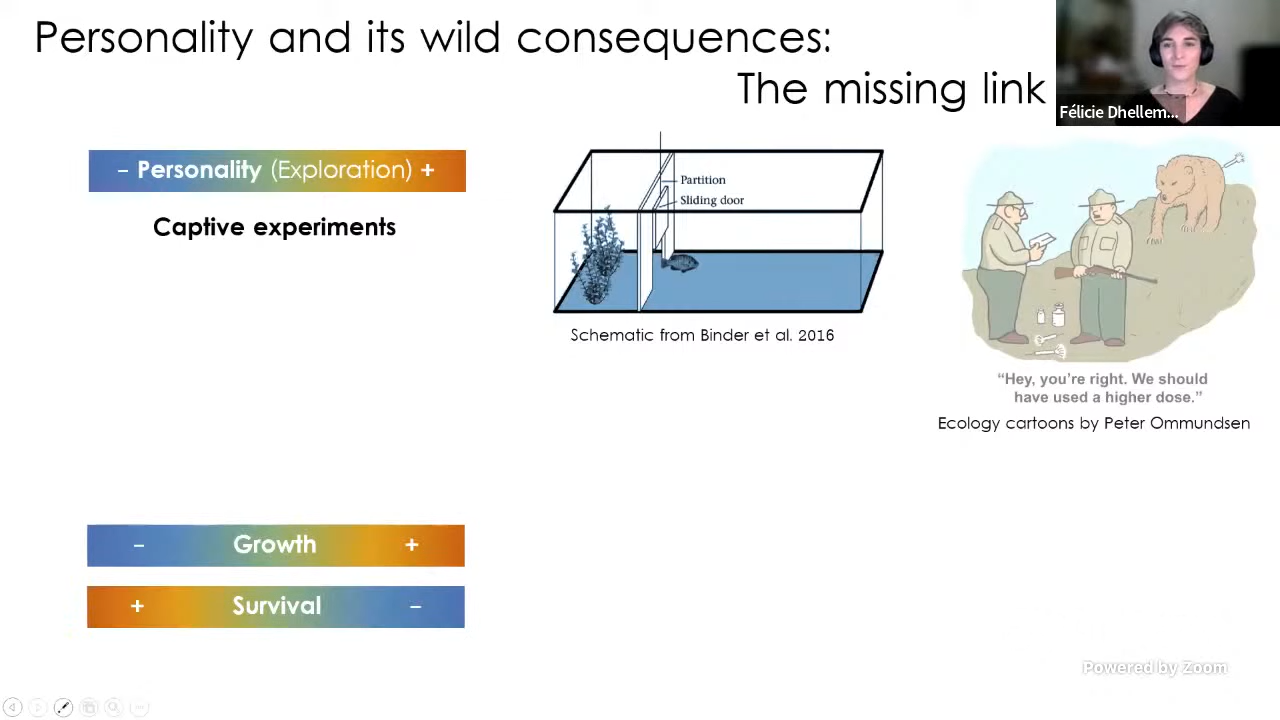 Personality and its wild consequences:
The missing link
Félicie Dhellem...
- Personality (Exploration) +
Captive experiments
Partition
Sliding door
Schematic from Binder et al. 2016
“Hey, you’re right. We should
have used a higher dose.”
Ecology cartoons by Peter Ommundsen
- Growth +
+ Survival -
Powered by Zoom